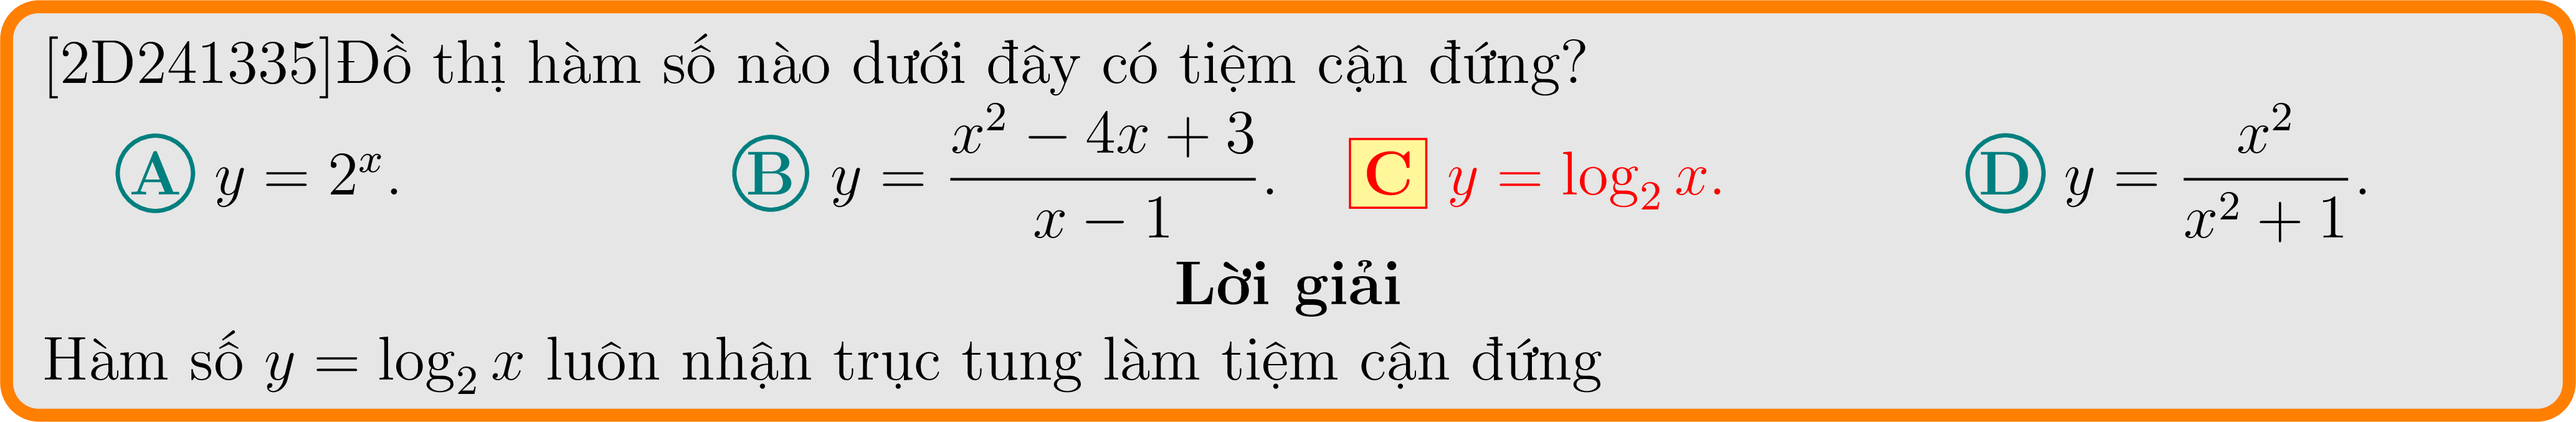 [2D241335]Đồ thị hàm số nào dưới đây có tiệm cận đứng?
A y = 2^x. B y = \frac{x^2 - 4x + 3}{x - 1}. C y = log_2 x. D y = \frac{x^2}{x^2 + 1}.
Lời giải
Hàm số y = log_2 x luôn nhận trục tung làm tiệm cận đứng